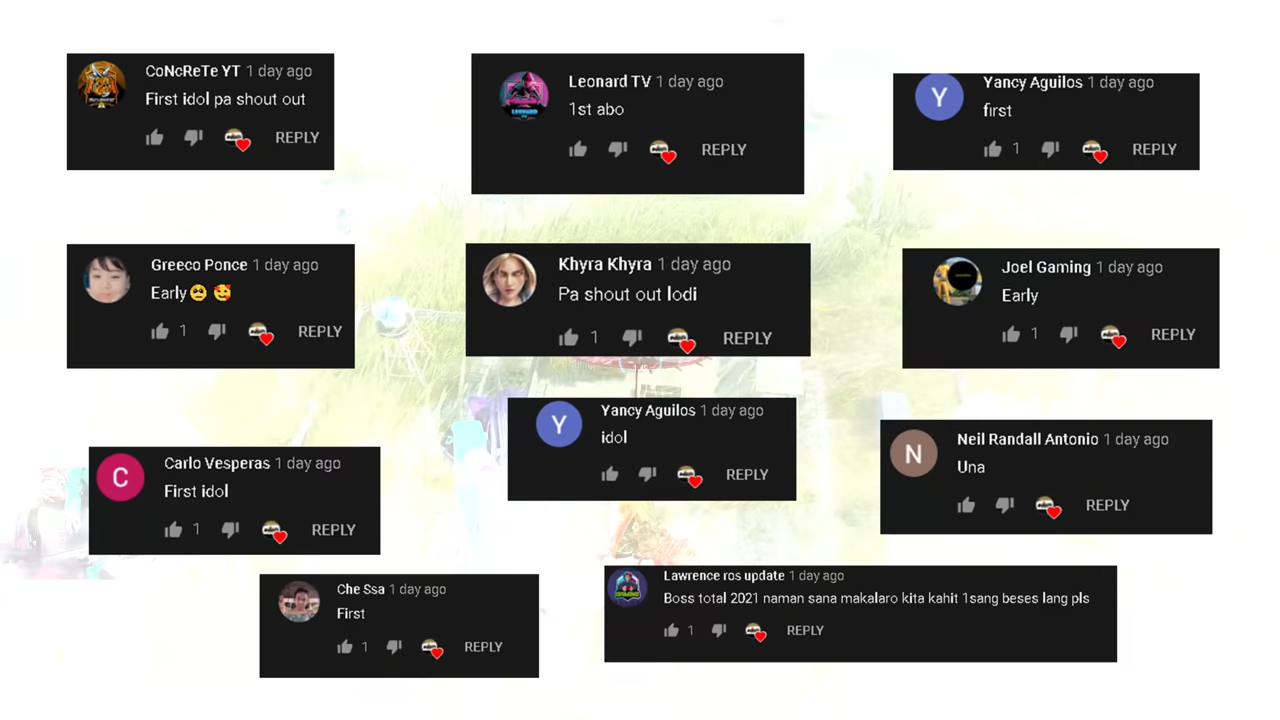 CoNcReTe YT 1 day ago
First idol pa shout out
REPLY
Leonard TV 1 day ago
1st abo
REPLY
Y
Yancy Aguilos 1 day ago
first
1
REPLY
Greeco Ponce 1 day ago
Early🥺 🥰
1
REPLY
Khyra Khyra 1 day ago
Pa shout out lodi
1
REPLY
Joel Gaming 1 day ago
Early
1
REPLY
C
Carlo Vesperas 1 day ago
First idol
1
REPLY
Y
Yancy Aguilos 1 day ago
idol
REPLY
N
Neil Randall Antonio 1 day ago
Una
REPLY
Che Ssa 1 day ago
First
1
REPLY
Lawrence ros update 1 day ago
Boss total 2021 naman sana makalaro kita kahit 1sang beses lang pls
1
REPLY